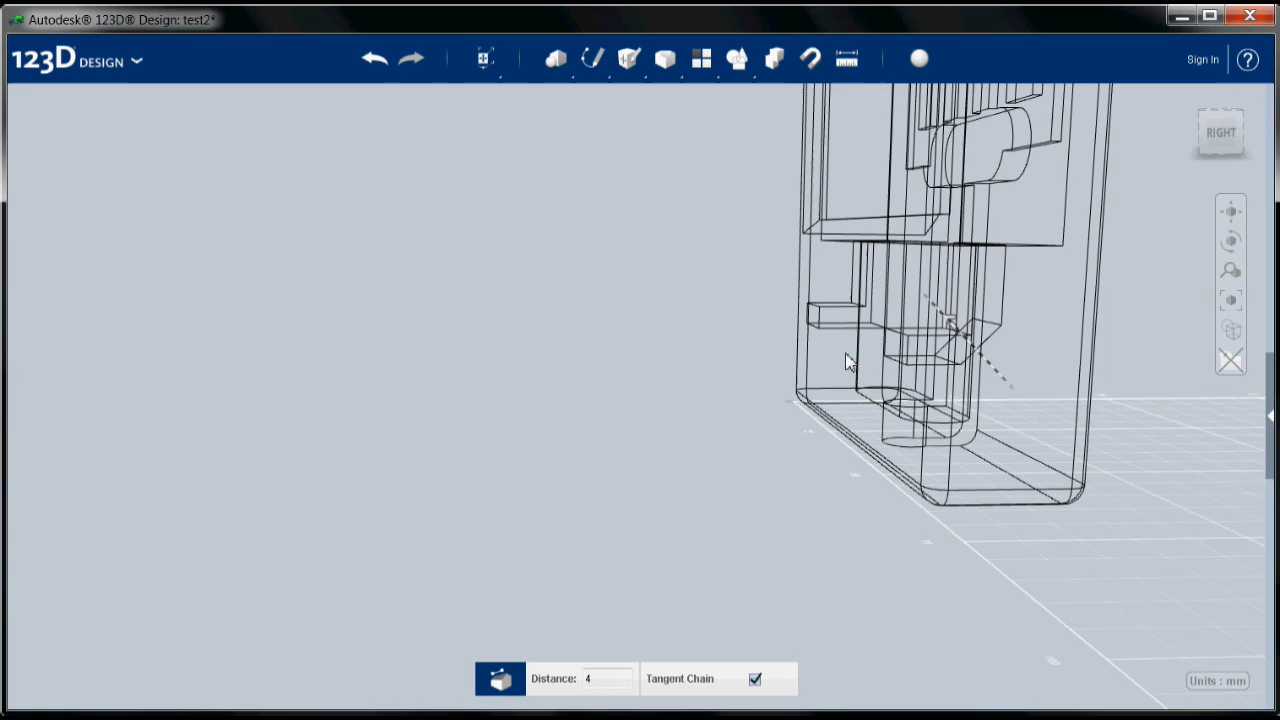 Autodesk® 123D® Design: test2*
123D DESIGN
Sign In
?
RIGHT
Distance: 4
Tangent Chain
Units : mm